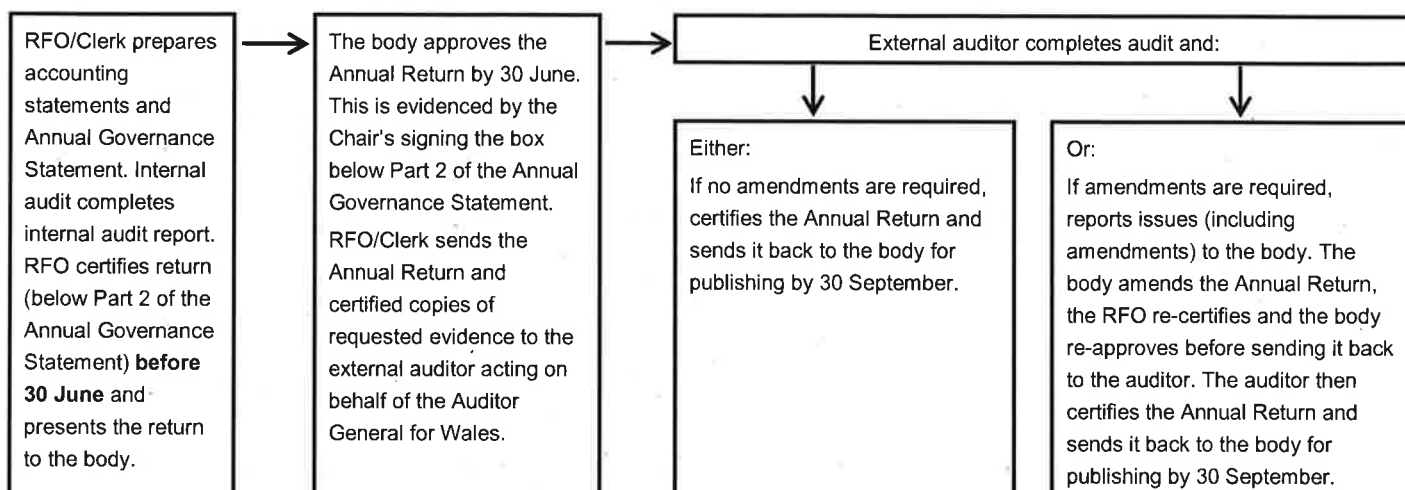 RFO/Clerk prepares
accounting
statements and
Annual Governance
Statement. Internal
audit completes
internal audit report.
RFO certifies return
(below Part 2 of the
Annual Governance
Statement) before
30 June and
presents the return
to the body.
The body approves the
Annual Return by 30 June.
This is evidenced by the
Chair's signing the box
below Part 2 of the Annual
Governance Statement.
RFO/Clerk sends the
Annual Return and
certified copies of
requested evidence to the
external auditor acting on
behalf of the Auditor
General for Wales.
External auditor completes audit and:
Either:
If no amendments are required,
certifies the Annual Return and
sends it back to the body for
publishing by 30 September.
Or:
If amendments are required,
reports issues (including
amendments) to the body. The
body amends the Annual Return,
the RFO re-certifies and the body
re-approves before sending it back
to the auditor. The auditor then
certifies the Annual Return and
sends it back to the body for
publishing by 30 September.